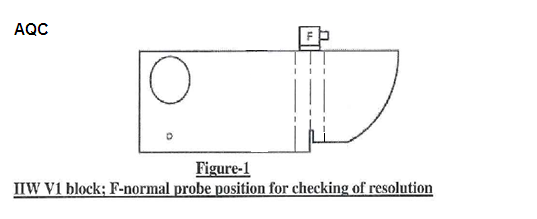 AQC
F
Figure-1
IIW V1 block; F-normal probe position for checking of resolution